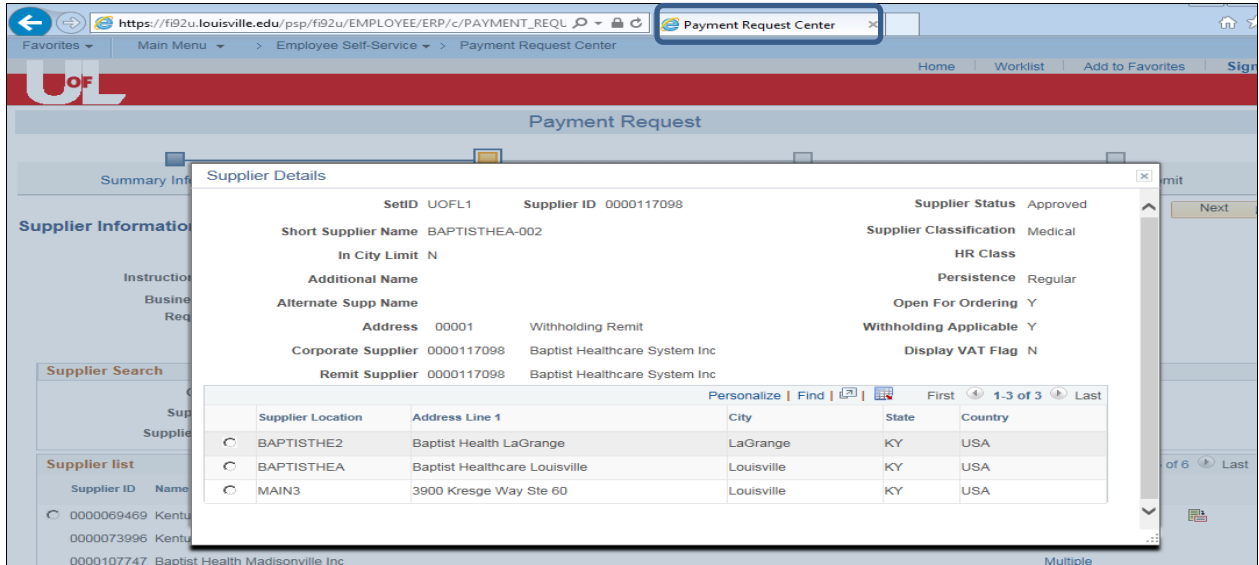 https://fi92u.louisville.edu/psp/fi92u/EMPLOYEE/ERP/c/PAYMENT_REQU Payment Request Center
Favorites Main Menu > Employee Self-Service > Payment Request Center
Home Worklist Add to Favorites Sign
UOFL
Payment Request
Summary Supplier Details
SetID UOFL1 Supplier ID 0000117098 Supplier Status Approved Next
Supplier Short Supplier Name BAPTISTHEA-002 Supplier Classification Medical
In City Limit N HR Class
Additional Name Persistence Regular
Alternate Supp Name Open For Ordering Y
Address 00001 Withholding Remit Withholding Applicable Y
Corporate Supplier 0000117098 Baptist Healthcare System Inc Display VAT Flag N
Supplier Search Remit Supplier 0000117098 Baptist Healthcare System Inc
Personalize | Find | | First 1-3 of 3 Last
Supplier Location Address Line 1 City State Country
BAPTISTHE2 Baptist Health LaGrange LaGrange KY USA
Supplier list BAPTISTHEA Baptist Healthcare Louisville Louisville KY USA of 6 Last
Supplier ID Name MAIN3 3900 Kresge Way Ste 60 Louisville KY USA
0000069469 Kentu
0000073996 Kentu
0000107747 Baptist Health Madisonville Inc Multiple